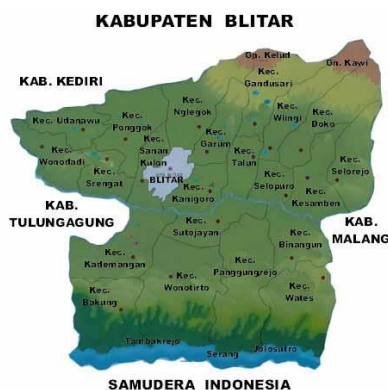 KABUPATEN BLITAR
Gn. Kelud
Gn. Kawi
Kec.
Gandusari
KAB. KEDIRI
Kec.
Nglegok
Kec. Udanawu
Kec.
Ponggok
Kec.
Garum
Kec.
Wlingi
Kec.
Doko
Kec.
Wonodadi
Kec.
Sanan
Kulon
Kec.
Talun
Kec.
Srengat
BLITAR
Kec.
Kanigoro
Kec.
Selopuro
Kec.
Selorejo
Kec.
Kesamben
KAB.
TULUNGAGUNG
KAB.
MALANG
Kec.
Sutojayan
Kec.
Kademangan
Kec.
Binangun
Kec.
Panggungrejo
Kec.
Bakung
Kec.
Wonotirto
Kec.
Wates
Tambakrejo
Serang
Jolosutro
SAMUDERA INDONESIA